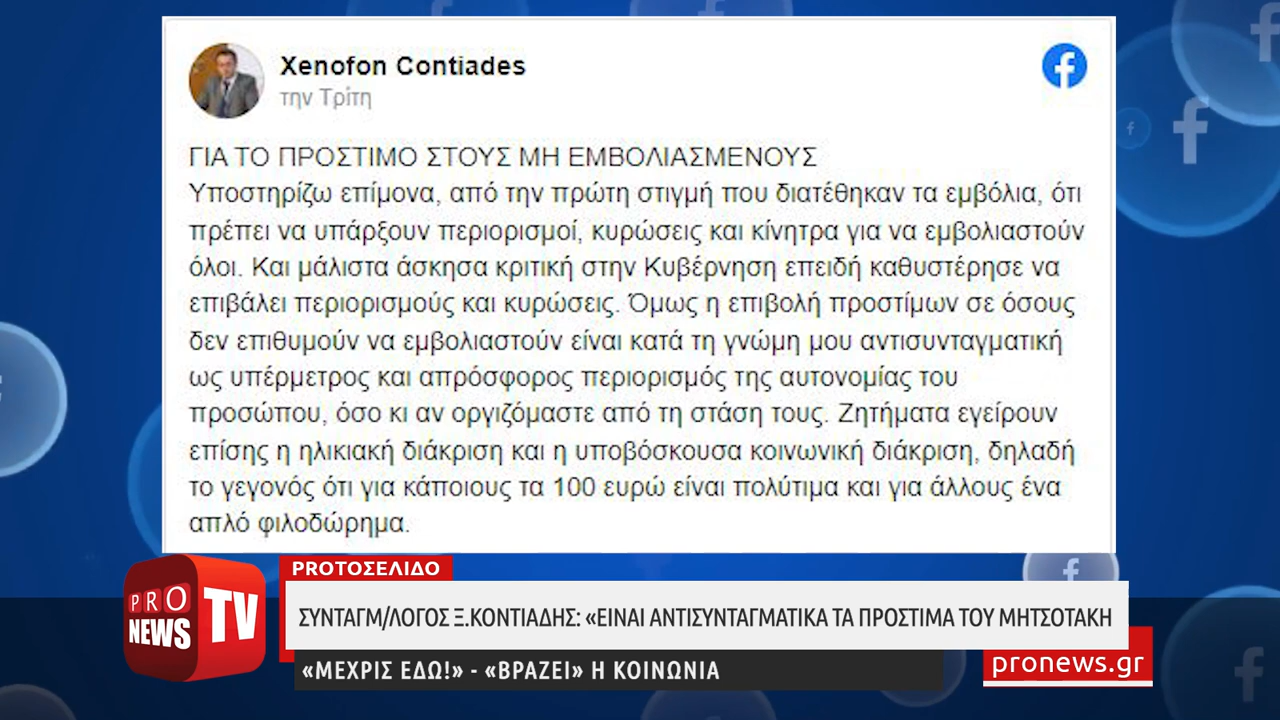 Xenofon Contiades
την Τρίτη
ΓΙΑ ΤΟ ΠΡΟΣΤΙΜΟ ΣΤΟΥΣ ΜΗ ΕΜΒΟΛΙΑΣΜΕΝΟΥΣ
Υποστηρίζω επίμονα, από την πρώτη στιγμή που διατέθηκαν τα εμβόλια, ότι
πρέπει να υπάρξουν περιορισμοί, κυρώσεις και κίνητρα για να εμβολιαστούν
όλοι. Και μάλιστα άσκησα κριτική στην Κυβέρνηση επειδή καθυστέρησε να
επιβάλει περιορισμούς και κυρώσεις. Όμως η επιβολή προστίμων σε όσους
δεν επιθυμούν να εμβολιαστούν είναι κατά τη γνώμη μου αντισυνταγματική
ως υπέρμετρος και απρόσφορος περιορισμός της αυτονομίας του
προσώπου, όσο κι αν οργιζόμαστε από τη στάση τους. Ζητήματα εγείρουν
επίσης η ηλικιακή διάκριση και η υποβόσκουσα κοινωνική διάκριση, δηλαδή
το γεγονός ότι για κάποιους τα 100 ευρώ είναι πολύτιμα και για άλλους ένα
απλό φιλοδώρημα.
PROTOΣΕΛΙΔΟ
PRO
NEWS
TV
ΣΥΝΤΑΓΜ/ΛΟΓΟΣ Ξ.ΚΟΝΤΙΑΔΗΣ: «ΕΙΝΑΙ ΑΝΤΙΣΥΝΤΑΓΜΑΤΙΚΑ ΤΑ ΠΡΟΣΤΙΜΑ ΤΟΥ ΜΗΤΣΟΤΑΚΗ
«ΜΕΧΡΙΣ ΕΔΩ!» - «ΒΡΑΖΕΙ» Η ΚΟΙΝΩΝΙΑ
pronews.gr